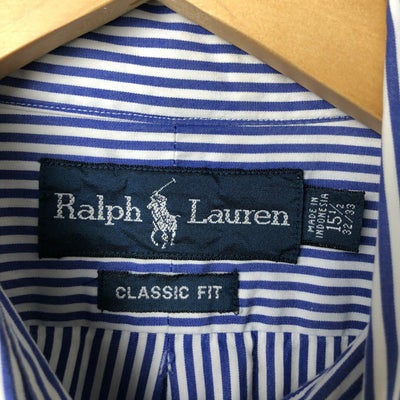 Ralph Lauren
MADE IN
INDONESIA
15½
32/33
CLASSIC FIT